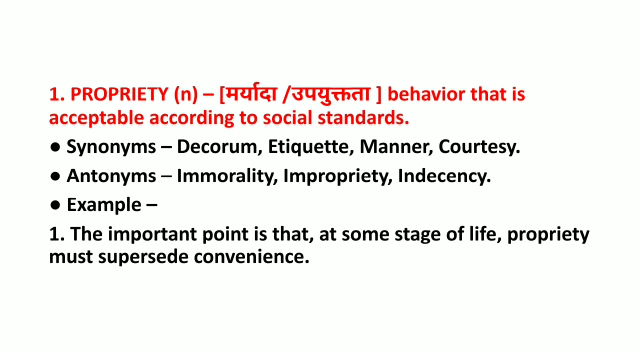 1. PROPRIETY (n) – [मर्यादा /उपयुक्तता ] behavior that is
acceptable according to social standards.
● Synonyms – Decorum, Etiquette, Manner, Courtesy.
● Antonyms – Immorality, Impropriety, Indecency.
● Example –
1. The important point is that, at some stage of life, propriety
must supersede convenience.